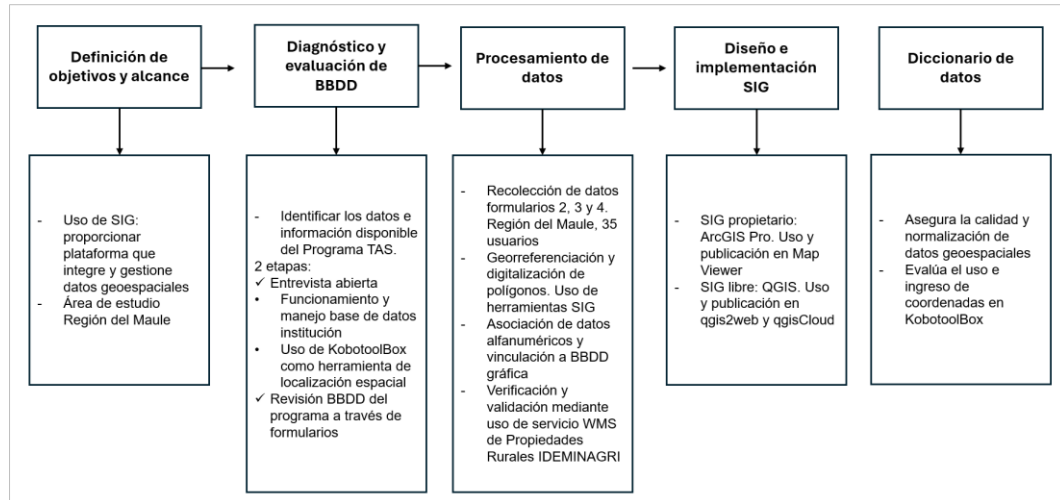 Definición de
objetivos y alcance
Diagnóstico y
evaluación de
BBDD
Procesamiento de
datos
Diseño e
implementación
SIG
Diccionario de
datos
- Uso de SIG:
proporcionar
plataforma que
integre y gestione
datos geoespaciales
- Área de estudio
Región del Maule
- Identificar los datos e
información disponible
del Programa TAS.
2 etapas:
✓ Entrevista abierta
• Funcionamiento y
manejo base de datos
institución
• Uso de KobotoolBox
como herramienta de
localización espacial
✓ Revisión BBDD del
programa a través de
formularios
- Recolección de datos
formularios 2, 3 y 4.
Región del Maule, 35
usuarios
- Georreferenciación y
digitalización de
polígonos. Uso de
herramientas SIG
- Asociación de datos
alfanuméricos y
vinculación a BBDD
gráfica
- Verificación y
validación mediante
uso de servicio WMS
de Propiedades
Rurales IDEMINAGRI
- SIG propietario:
ArcGIS Pro. Uso y
publicación en Map
Viewer
- SIG libre: QGIS. Uso
y publicación en
qgis2web y qgisCloud
- Asegura la calidad y
normalización de
datos geoespaciales
- Evalúa el uso e
ingreso de
coordenadas en
KobotoolBox